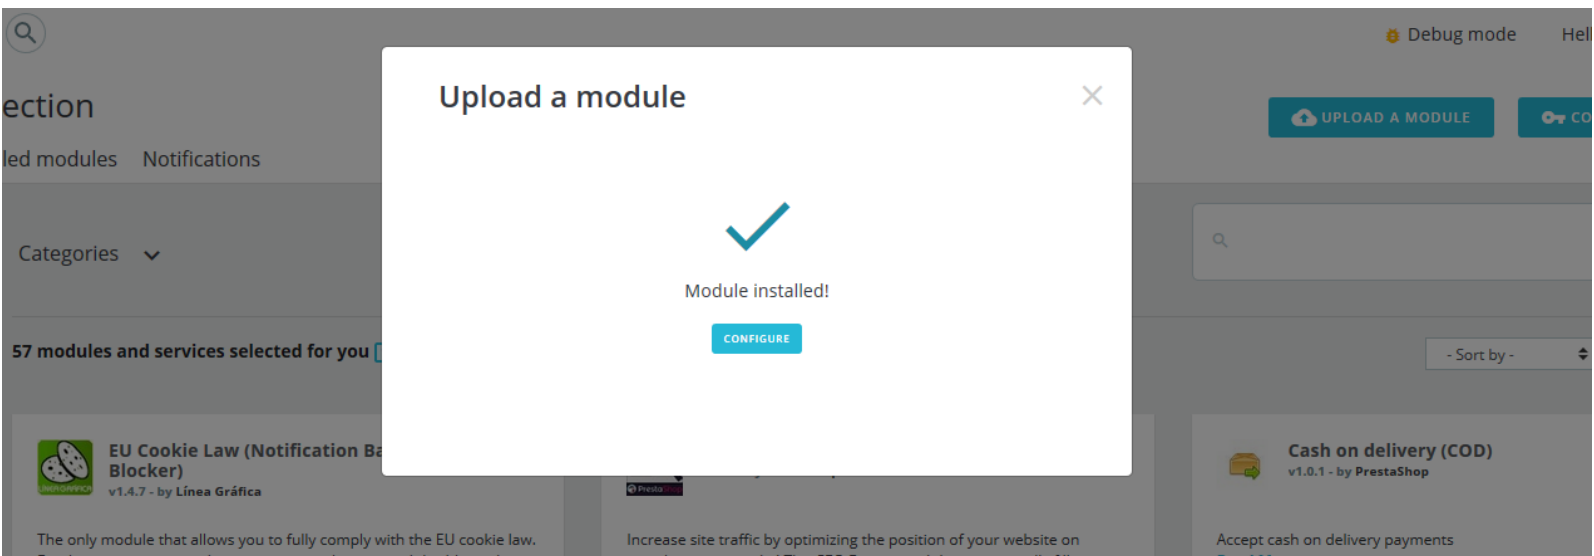 Debug mode
ection
Upload a module
UPLOAD A MODULE
led modules Notifications
Categories
Module installed!
CONFIGURE
57 modules and services selected for you
- Sort by -
EU Cookie Law (Notification
Blocker)
v1.4.7 - by Línea Gráfica
PrestaShop
Cash on delivery (COD)
v1.0.1 - by PrestaShop
The only module that allows you to fully comply with the EU cookie law.
Increase site traffic by optimizing the position of your website on
Accept cash on delivery payments